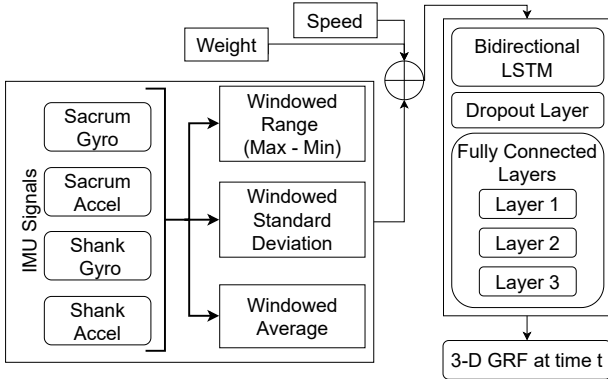 Speed
Weight
IMU Signals
Sacrum
Gyro
Sacrum
Accel
Shank
Gyro
Shank
Accel
Windowed
Range
(Max - Min)
Windowed
Standard
Deviation
Windowed
Average
Bidirectional
LSTM
Dropout Layer
Fully Connected
Layers
Layer 1
Layer 2
Layer 3
3-D GRF at time t